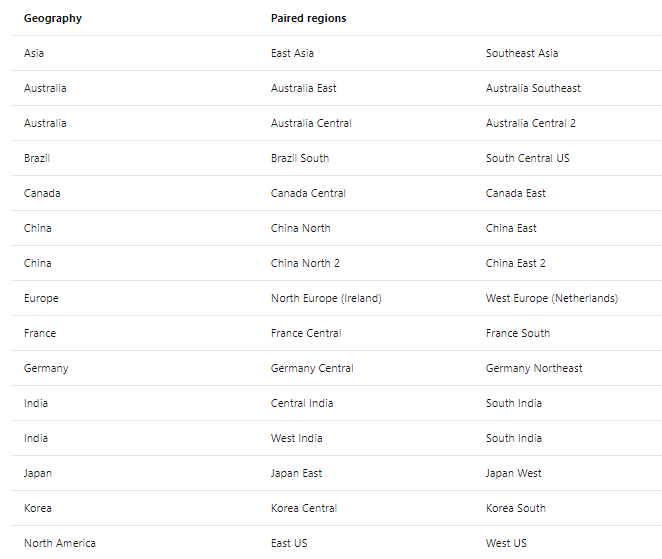 Geography Paired regions
Asia East Asia Southeast Asia
Australia Australia East Australia Southeast
Australia Australia Central Australia Central 2
Brazil Brazil South South Central US
Canada Canada Central Canada East
China China North China East
China China North 2 China East 2
Europe North Europe (Ireland) West Europe (Netherlands)
France France Central France South
Germany Germany Central Germany Northeast
India Central India South India
India West India South India
Japan Japan East Japan West
Korea Korea Central Korea South
North America East US West US